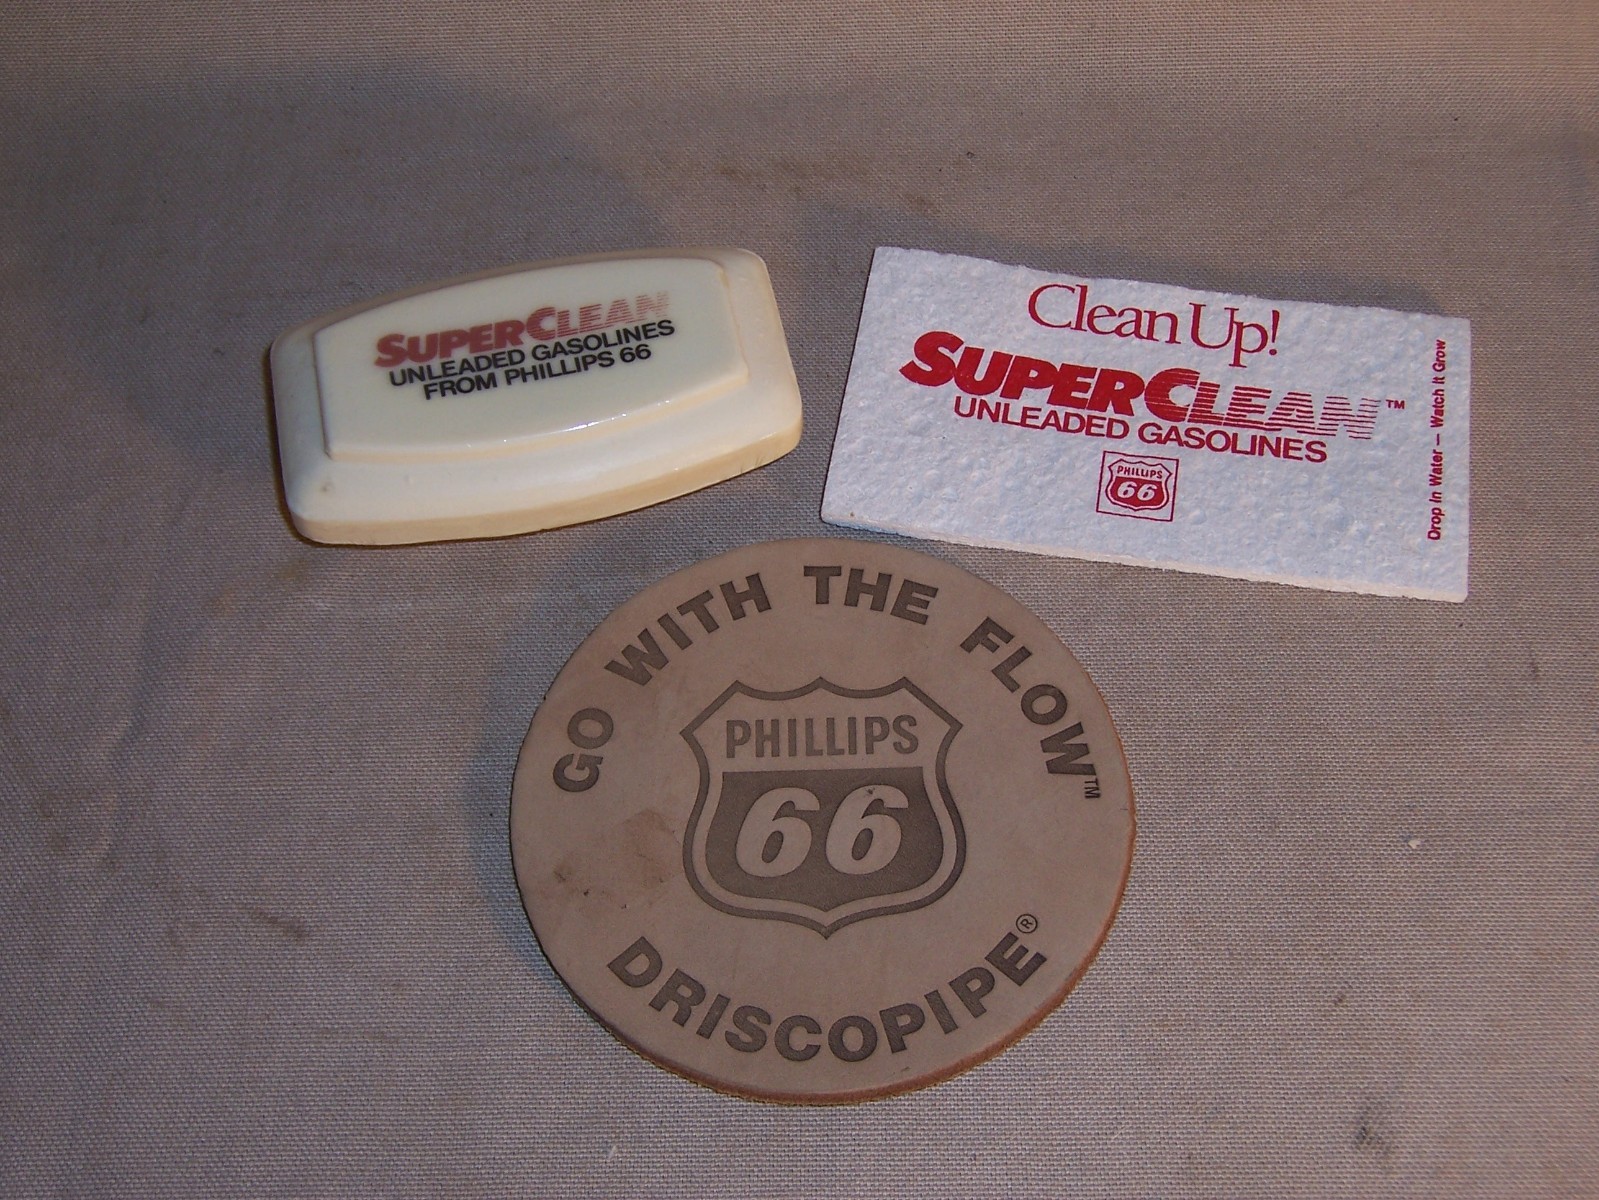 SUPERCLEAN
UNLEADED GASOLINES
FROM PHILLIPS 66
Clean Up!
SUPERCLEAN™
UNLEADED GASOLINES
PHILLIPS
66
Drop In Water — Watch It Grow
GO WITH THE FLOW™
PHILLIPS
66
DRISCOPIPE®